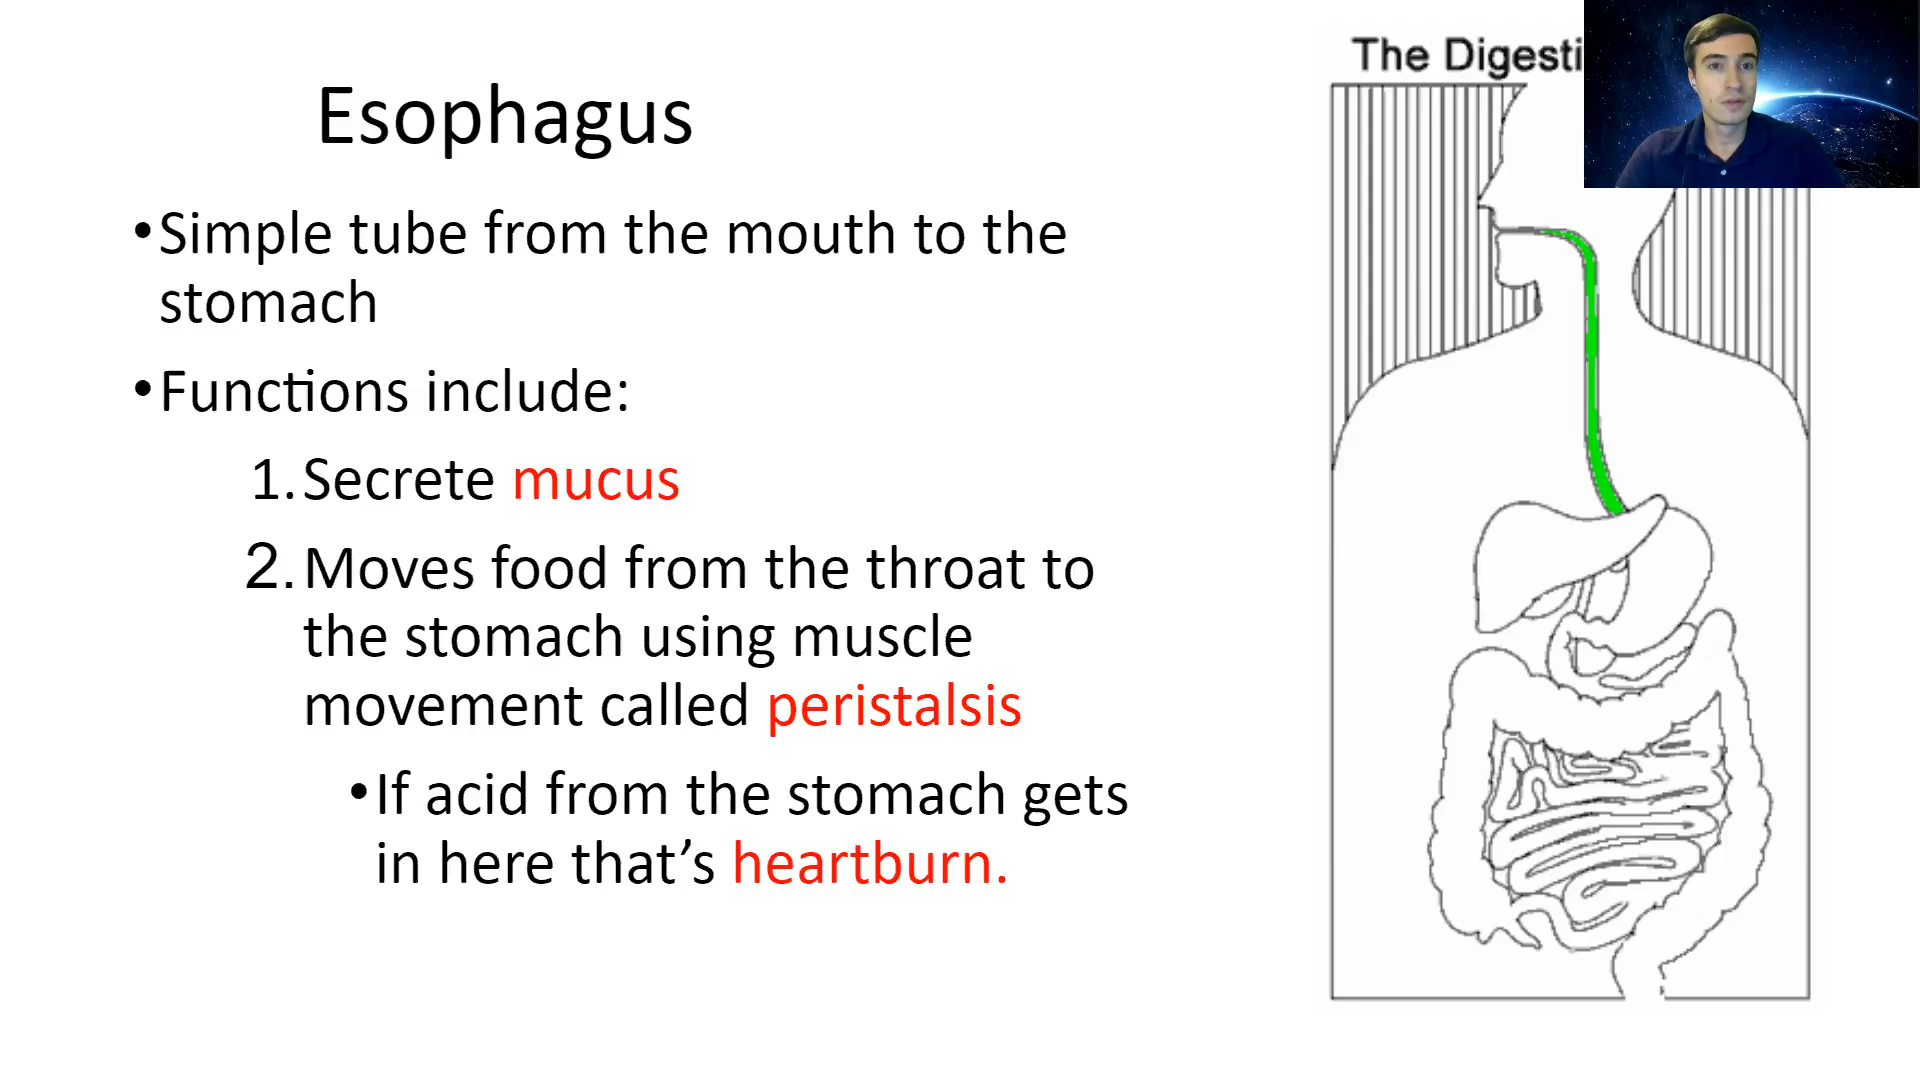 Esophagus
•Simple tube from the mouth to the
stomach
•Functions include:
1. Secrete mucus
2. Moves food from the throat to
the stomach using muscle
movement called peristalsis
•If acid from the stomach gets
in here that’s heartburn.
The Digesti